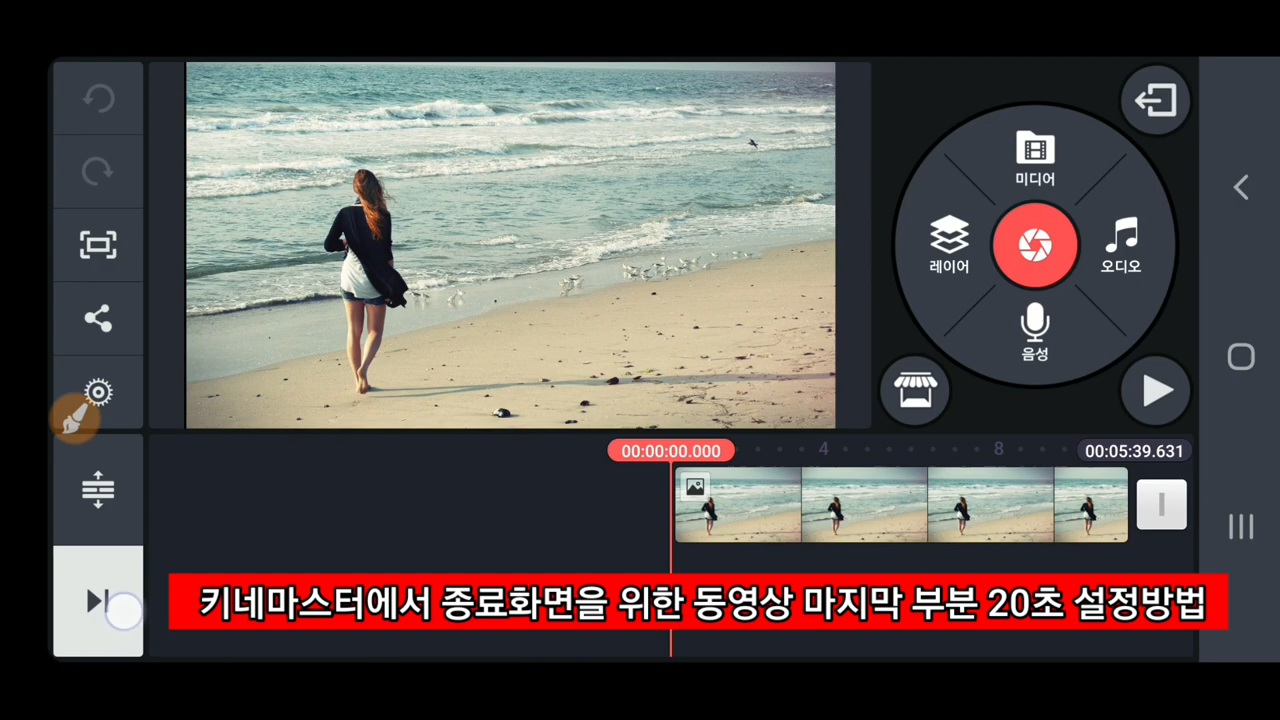 미디어
레이어
오디오
음성
00:00:00.000
4
8
00:05:39.631
키네마스터에서 종료화면을 위한 동영상 마지막 부분 20초 설정방법